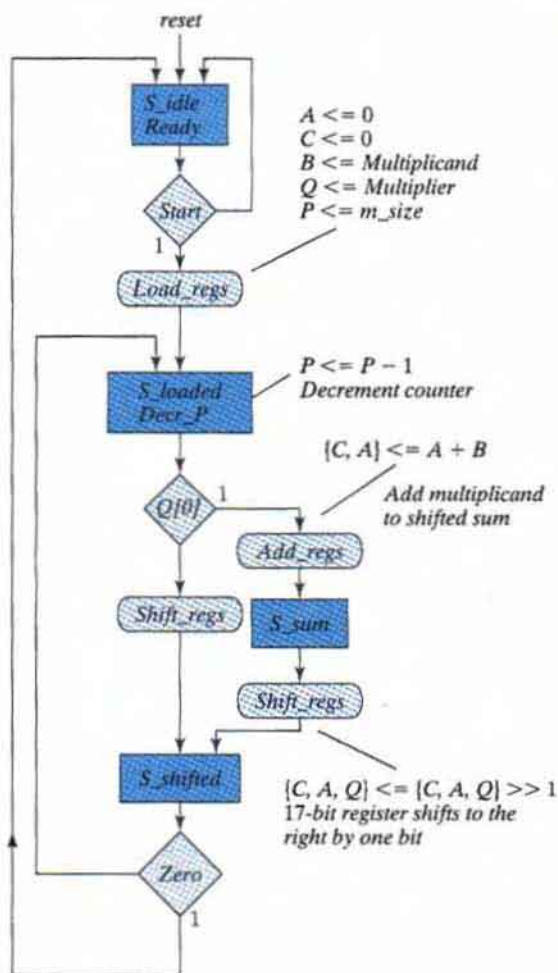 reset
S_idle
Ready
A <= 0
C <= 0
B <= Multiplicand
Q <= Multiplier
P <= m_size
Start
1
Load_regs
P <= P − 1
Decrement counter
S_loaded
Decr_P
{C, A} <= A + B
Q[0]
1
Add multiplicand
to shifted sum
Add_regs
Shift_regs
S_sum
Shift_regs
S_shifted
{C, A, Q} <= {C, A, Q} >> 1
17-bit register shifts to the
right by one bit
Zero
1